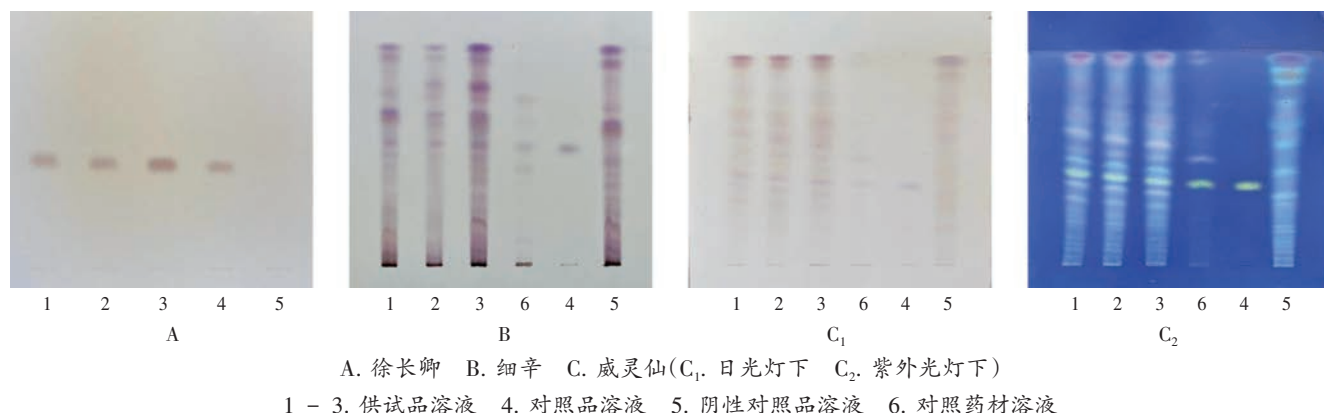 1 2 3 4 5 1 2 3 6 4 5 1 2 3 6 4 5 1 2 3 6 4 5
A B C₁ C₂
A. 徐长卿 B. 细辛 C. 威灵仙(C₁. 日光灯下 C₂. 紫外光灯下)
1 - 3. 供试品溶液 4. 对照品溶液 5. 阴性对照品溶液 6. 对照药材溶液